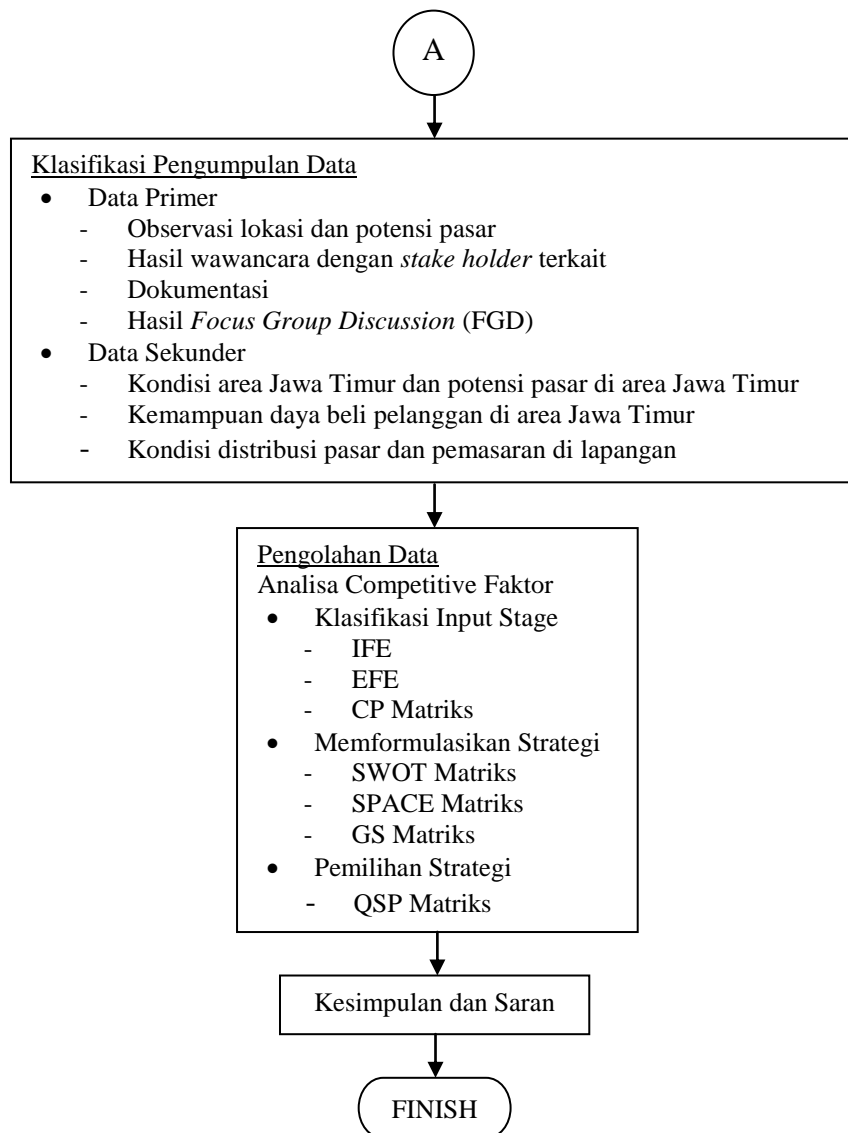 A
Klasifikasi Pengumpulan Data
• Data Primer
- Observasi lokasi dan potensi pasar
- Hasil wawancara dengan stake holder terkait
- Dokumentasi
- Hasil Focus Group Discussion (FGD)
• Data Sekunder
- Kondisi area Jawa Timur dan potensi pasar di area Jawa Timur
- Kemampuan daya beli pelanggan di area Jawa Timur
- Kondisi distribusi pasar dan pemasaran di lapangan
Pengolahan Data
Analisa Competitive Faktor
• Klasifikasi Input Stage
- IFE
- EFE
- CP Matriks
• Memformulasikan Strategi
- SWOT Matriks
- SPACE Matriks
- GS Matriks
• Pemilihan Strategi
- QSP Matriks
Kesimpulan dan Saran
FINISH